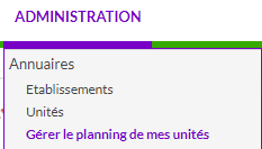 ADMINISTRATION
Annuaires
Etablissements
Unités
Gérer le planning de mes unités